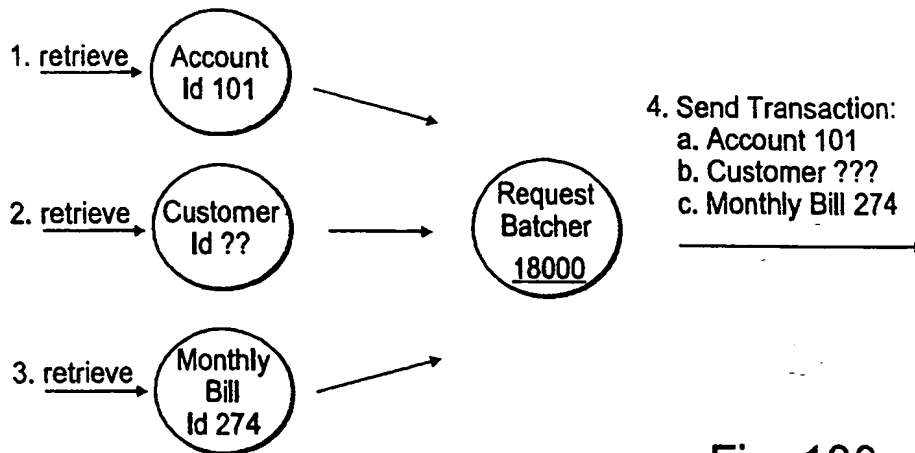 1. retrieve
Account
Id 101
2. retrieve
Customer
Id ??
3. retrieve
Monthly
Bill
Id 274
Request
Batcher
18000
4. Send Transaction:
a. Account 101
b. Customer ???
c. Monthly Bill 274